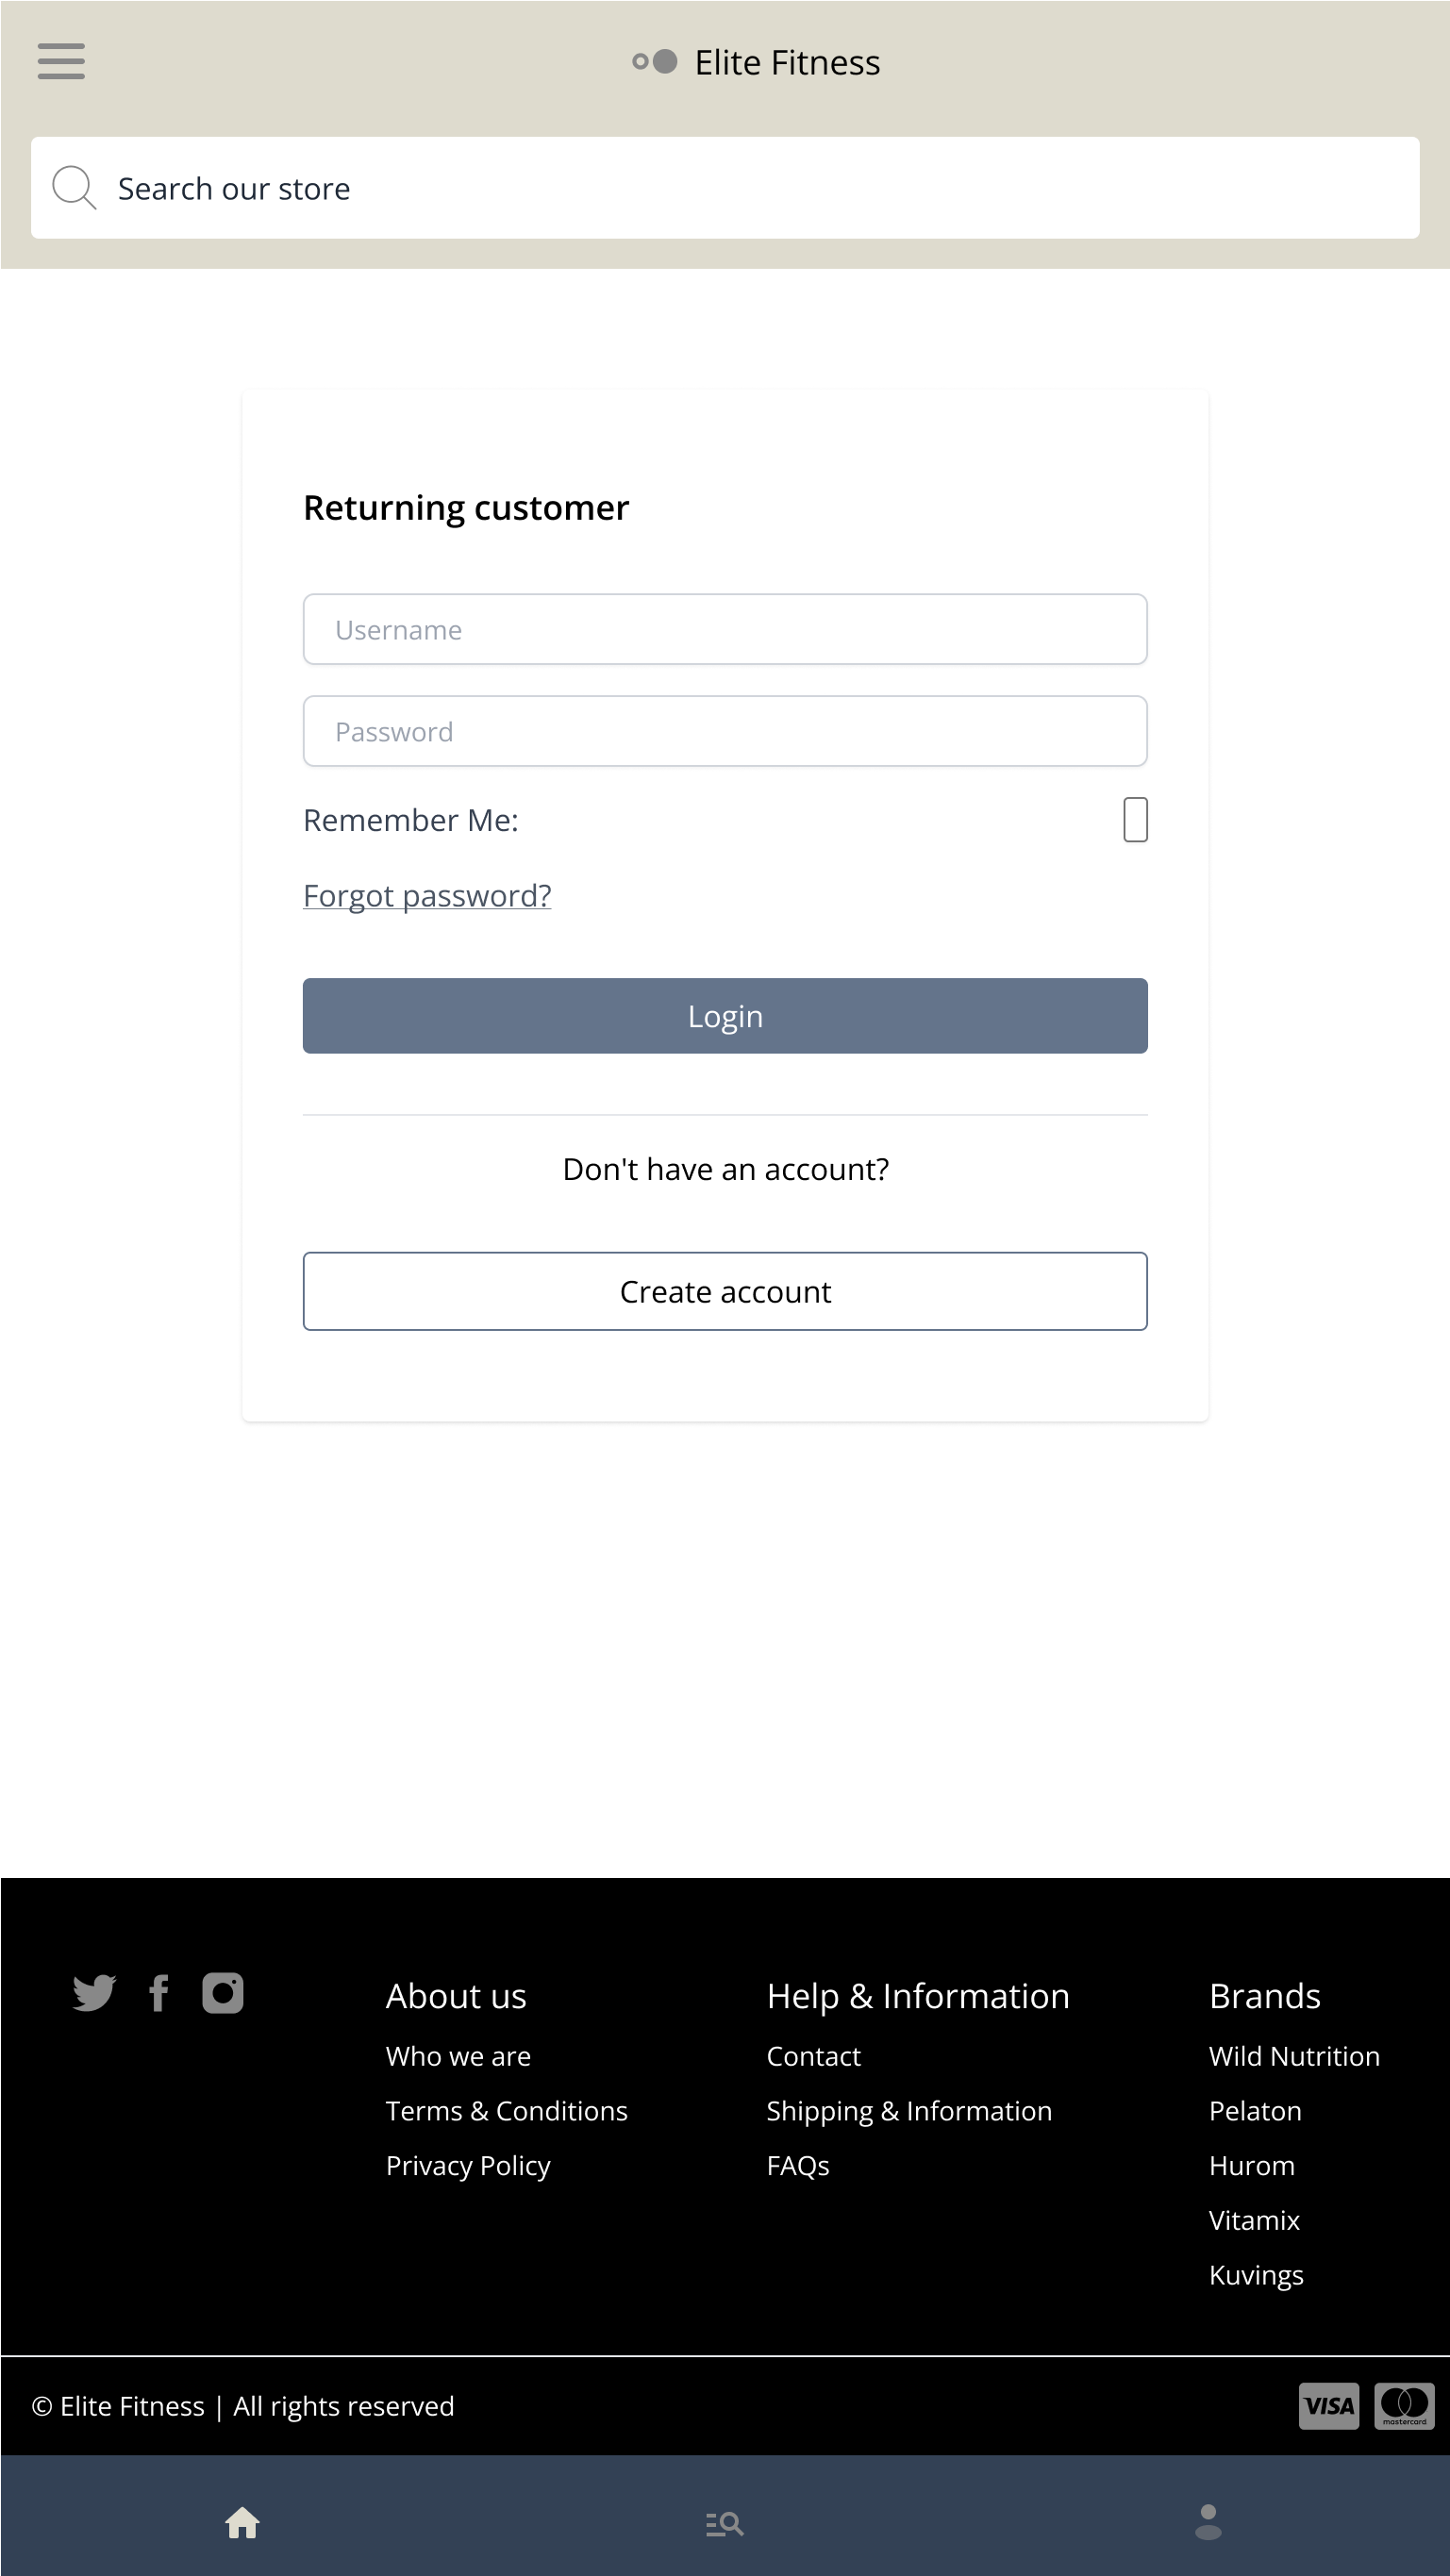 Elite Fitness
Search our store
Returning customer
Username
Password
Remember Me:
Forgot password?
Login
Don't have an account?
Create account
About us
Who we are
Terms & Conditions
Privacy Policy
Help & Information
Contact
Shipping & Information
FAQs
Brands
Wild Nutrition
Pelaton
Hurom
Vitamix
Kuvings
© Elite Fitness | All rights reserved
VISA
mastercard